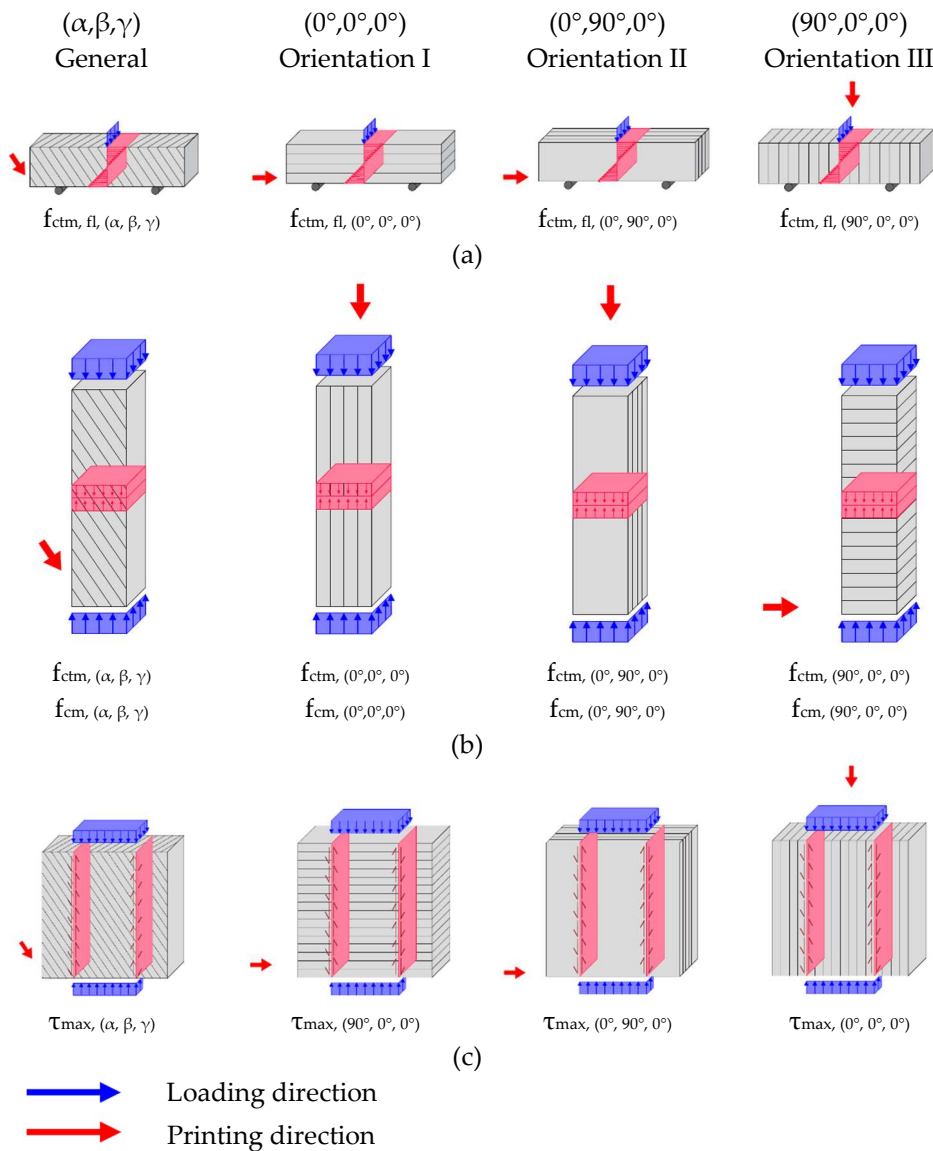 (α,β,γ) (0°,0°,0°) (0°,90°,0°) (90°,0°,0°)
General Orientation I Orientation II Orientation III
fctm, fl, (α, β, γ) fctm, fl, (0°, 0°, 0°) fctm, fl, (0°, 90°, 0°) fctm, fl, (90°, 0°, 0°)
(a)
fctm, (α, β, γ) fctm, (0°,0°, 0°) fctm, (0°, 90°, 0°) fctm, (90°, 0°, 0°)
fcm, (α, β, γ) fcm, (0°,0°,0°) fcm, (0°, 90°, 0°) fcm, (90°, 0°, 0°)
(b)
τmax, (α, β, γ) τmax, (90°, 0°, 0°) τmax, (0°, 90°, 0°) τmax, (0°, 0°, 0°)
(c)
Loading direction
Printing direction